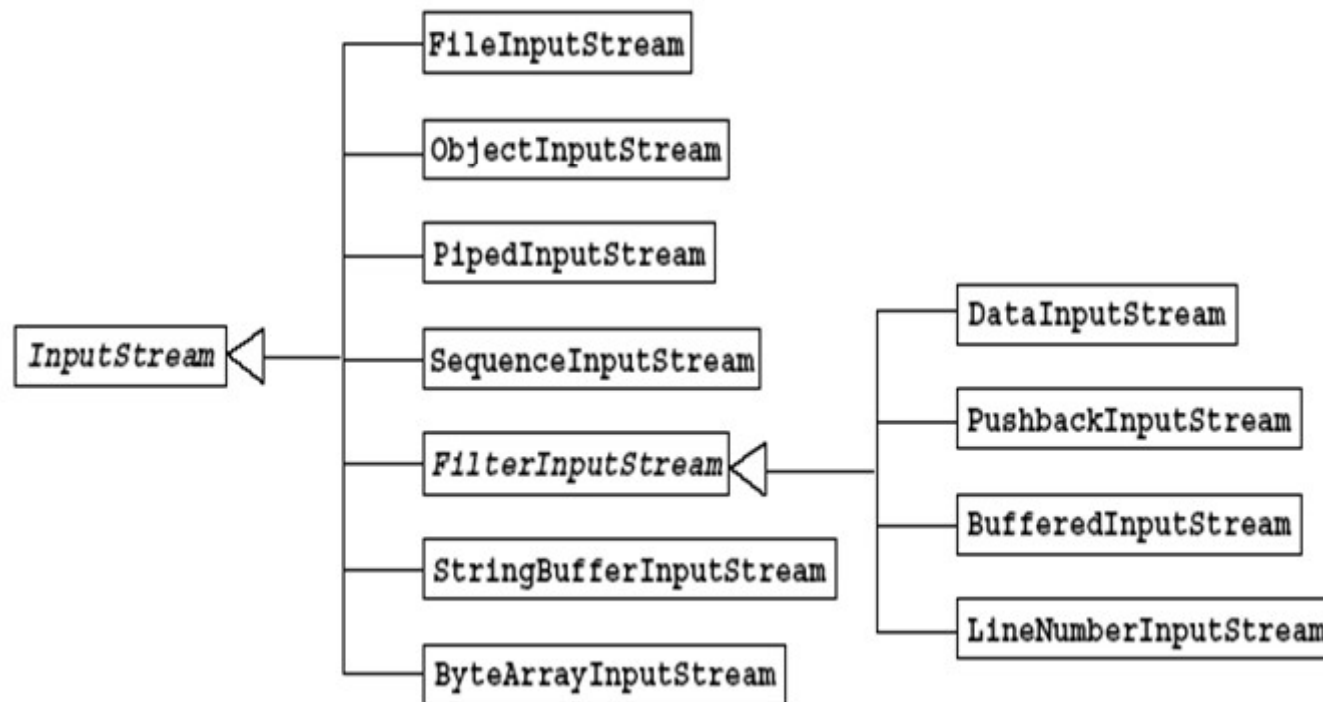 FileInputStream
ObjectInputStream
PipedInputStream
InputStream
SequenceInputStream
FilterInputStream
StringBufferInputStream
ByteArrayInputStream
DataInputStream
PushbackInputStream
BufferedInputStream
LineNumberInputStream